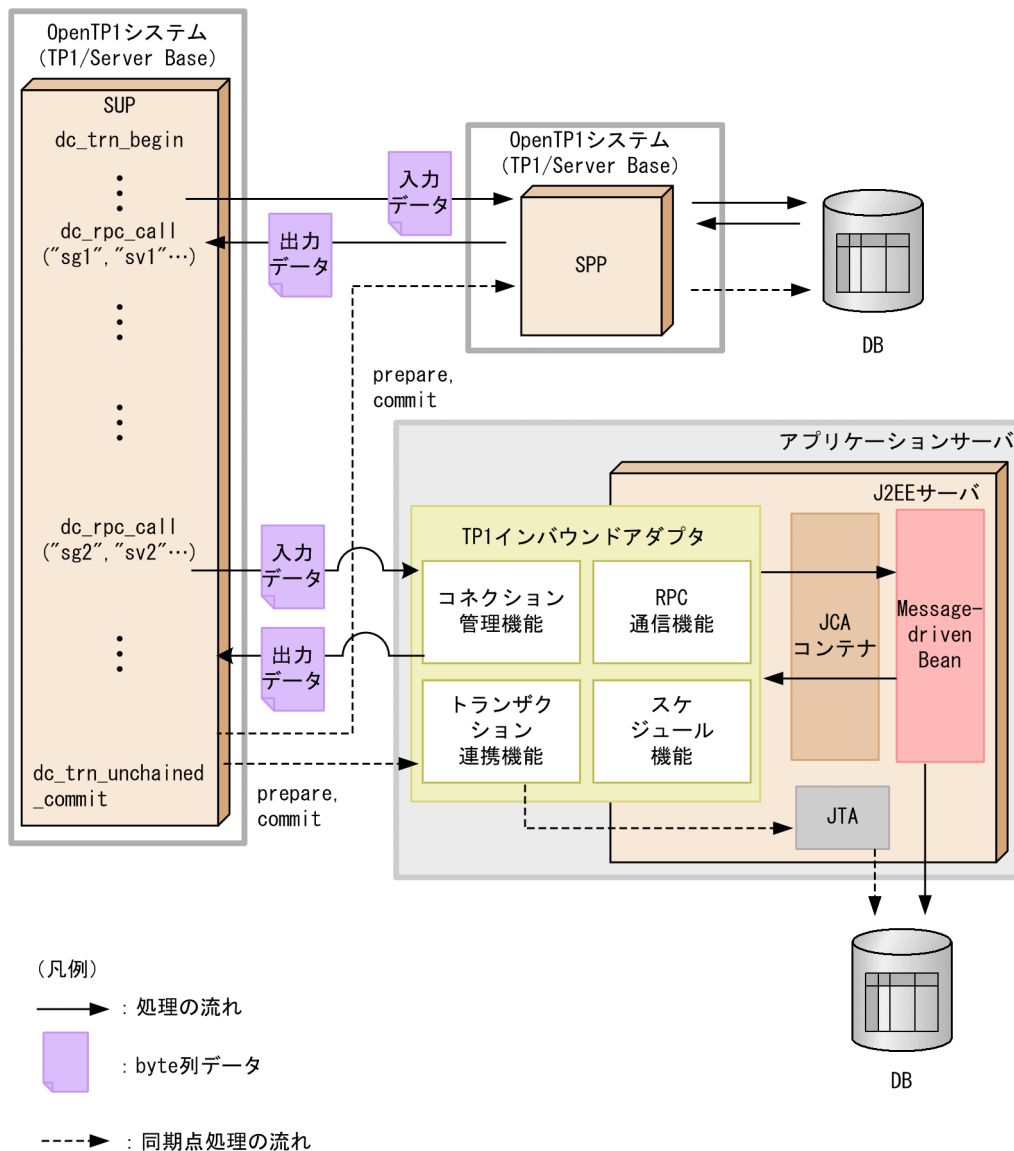 OpenTP1システム
(TP1/Server Base)
SUP
dc_trn_begin
dc_rpc_call
("sg1","sv1"…)
dc_rpc_call
("sg2","sv2"…)
dc_trn_unchained
_commit
入力
データ
出力
データ
OpenTP1システム
(TP1/Server Base)
SPP
DB
prepare,
commit
アプリケーションサーバ
J2EEサーバ
TP1インバウンドアダプタ
入力
データ
出力
データ
コネクション
管理機能
RPC
通信機能
トランザク
ション
連携機能
スケ
ジュール
機能
JCA
コンテナ
Message-
driven
Bean
prepare,
commit
JTA
DB
(凡例)
：処理の流れ
：byte列データ
：同期点処理の流れ